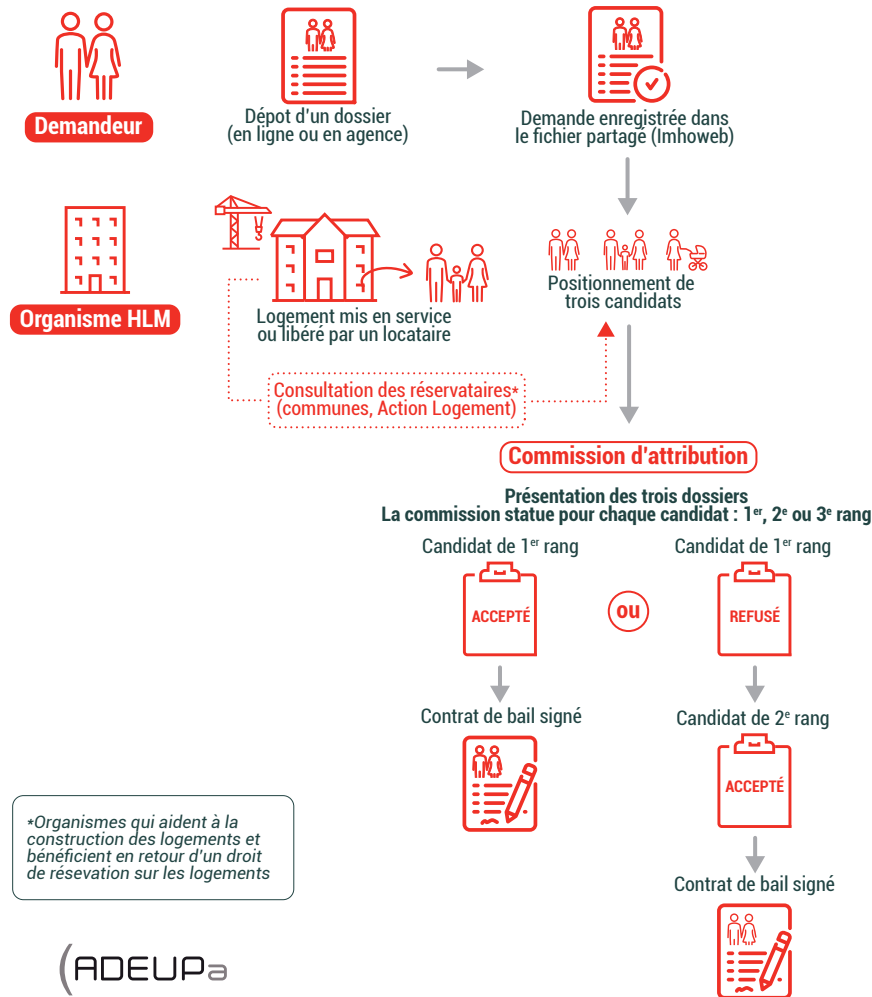 Demandeur
Dépot d'un dossier
(en ligne ou en agence)
Demande enregistrée dans
le fichier partagé (Imhoweb)
Organisme HLM
Logement mis en service
ou libéré par un locataire
Positionnement de
trois candidats
Consultation des réservataires*
(communes, Action Logement)
Commission d'attribution
Présentation des trois dossiers
La commission statue pour chaque candidat : 1er, 2e ou 3e rang
Candidat de 1er rang
ACCEPTÉ
Contrat de bail signé
ou
Candidat de 1er rang
REFUSÉ
Candidat de 2e rang
ACCEPTÉ
Contrat de bail signé
*Organismes qui aident à la
construction des logements et
bénéficient en retour d'un droit
de résevation sur les logements
(ADEUPa